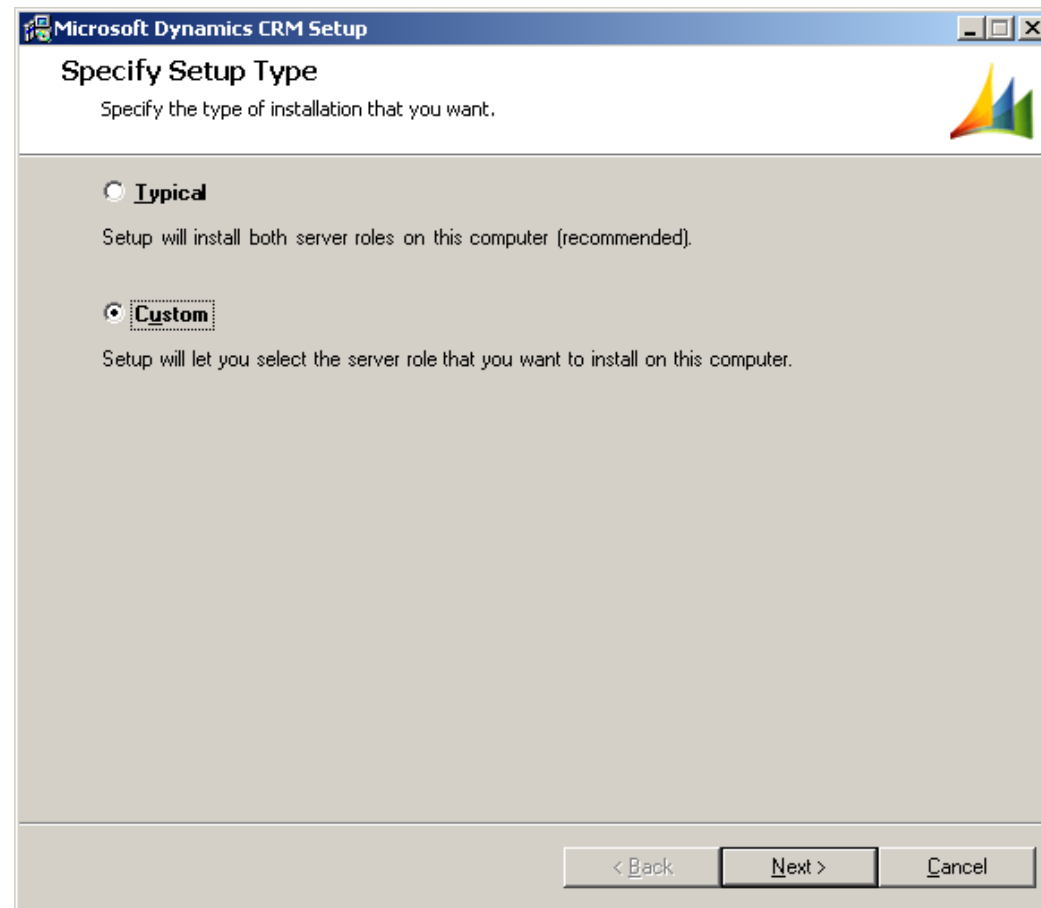 Microsoft Dynamics CRM Setup
Specify Setup Type
Specify the type of installation that you want.
Typical
Setup will install both server roles on this computer (recommended).
Custom
Setup will let you select the server role that you want to install on this computer.
< Back
Next >
Cancel